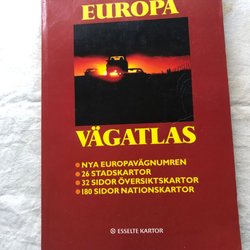 EUROPA
VÄGATLAS
NYA EUROPAVÄGNUMREN
26 STADSKARTOR
32 SIDOR ÖVERSIKTSKARTOR
180 SIDOR NATIONSKARTOR
ESSELTE KARTOR